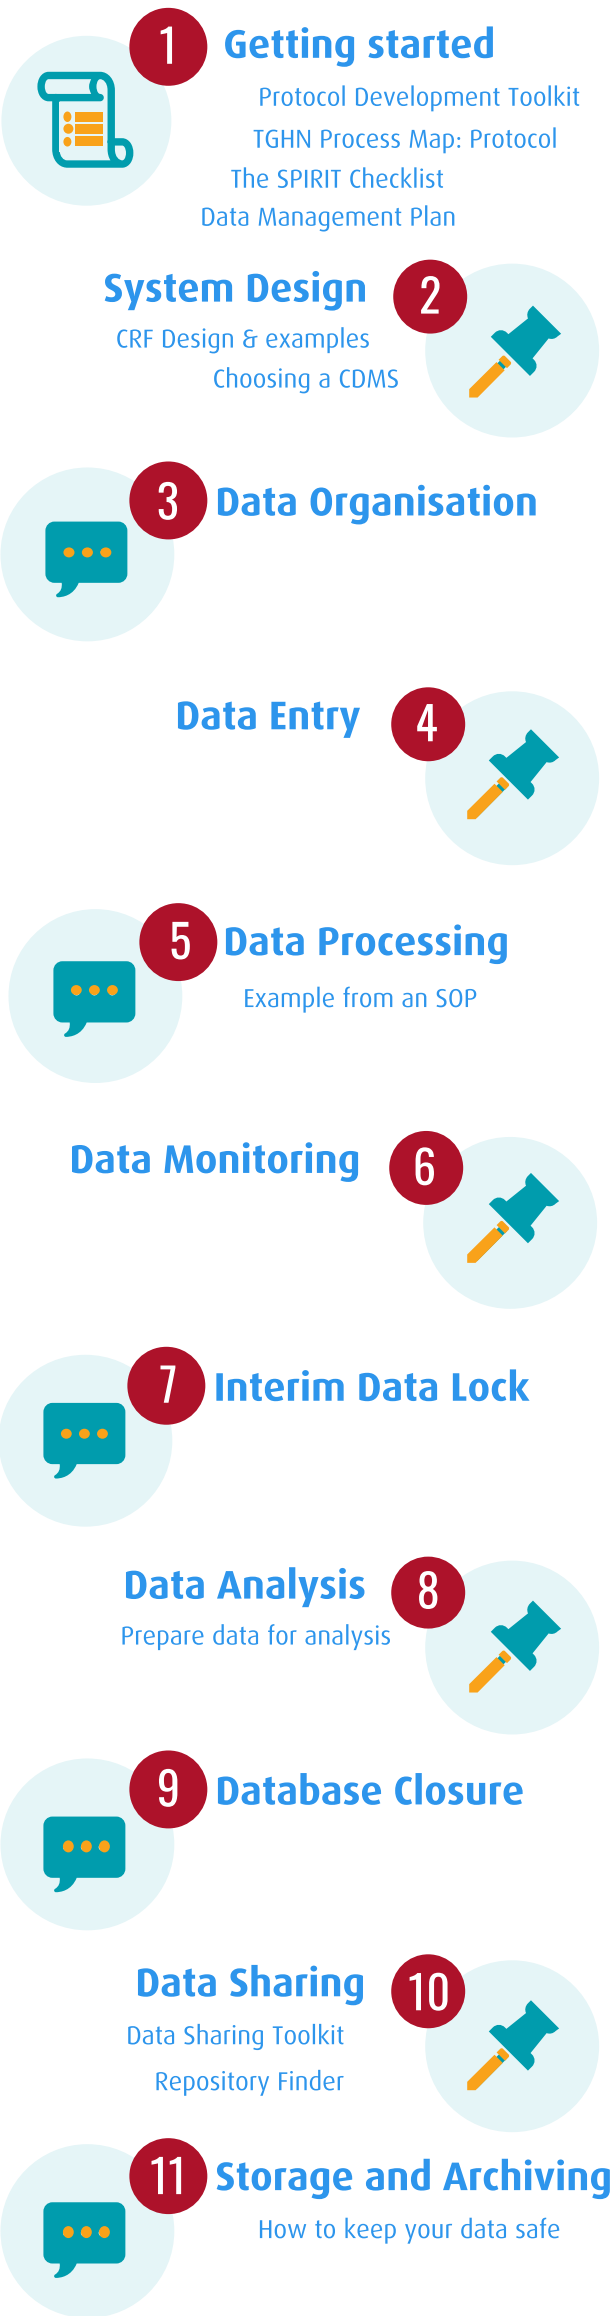 1 Getting started
Protocol Development Toolkit
TGHN Process Map: Protocol
The SPIRIT Checklist
Data Management Plan
System Design 2
CRF Design & examples
Choosing a CDMS
3 Data Organisation
Data Entry 4
5 Data Processing
Example from an SOP
Data Monitoring 6
7 Interim Data Lock
Data Analysis 8
Prepare data for analysis
9 Database Closure
Data Sharing 10
Data Sharing Toolkit
Repository Finder
11 Storage and Archiving
How to keep your data safe